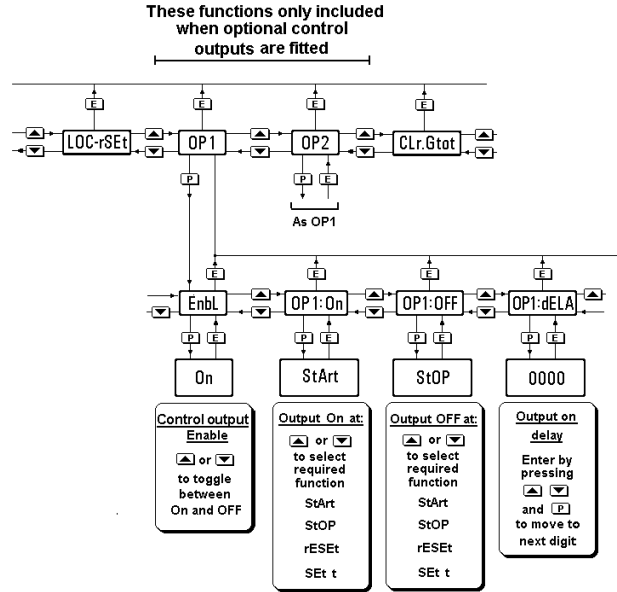 These functions only included
when optional control
outputs are fitted
E E E E
LOC-rSEt OP1 OP2 CLr.Gtot
P P E
As OP1
E E E E
EnbL OP1:On OP1:OFF OP1:dELA
P E P E P E P E
On StArt StOP 0000
Control output
Enable
or
to toggle
between
On and OFF
Output On at:
or
to select
required
function
StArt
StOP
rESEt
SEt t
Output OFF at:
or
to select
required
function
StArt
StOP
rESEt
SEt t
Output on
delay
Enter by
pressing
and P
to move to
next digit